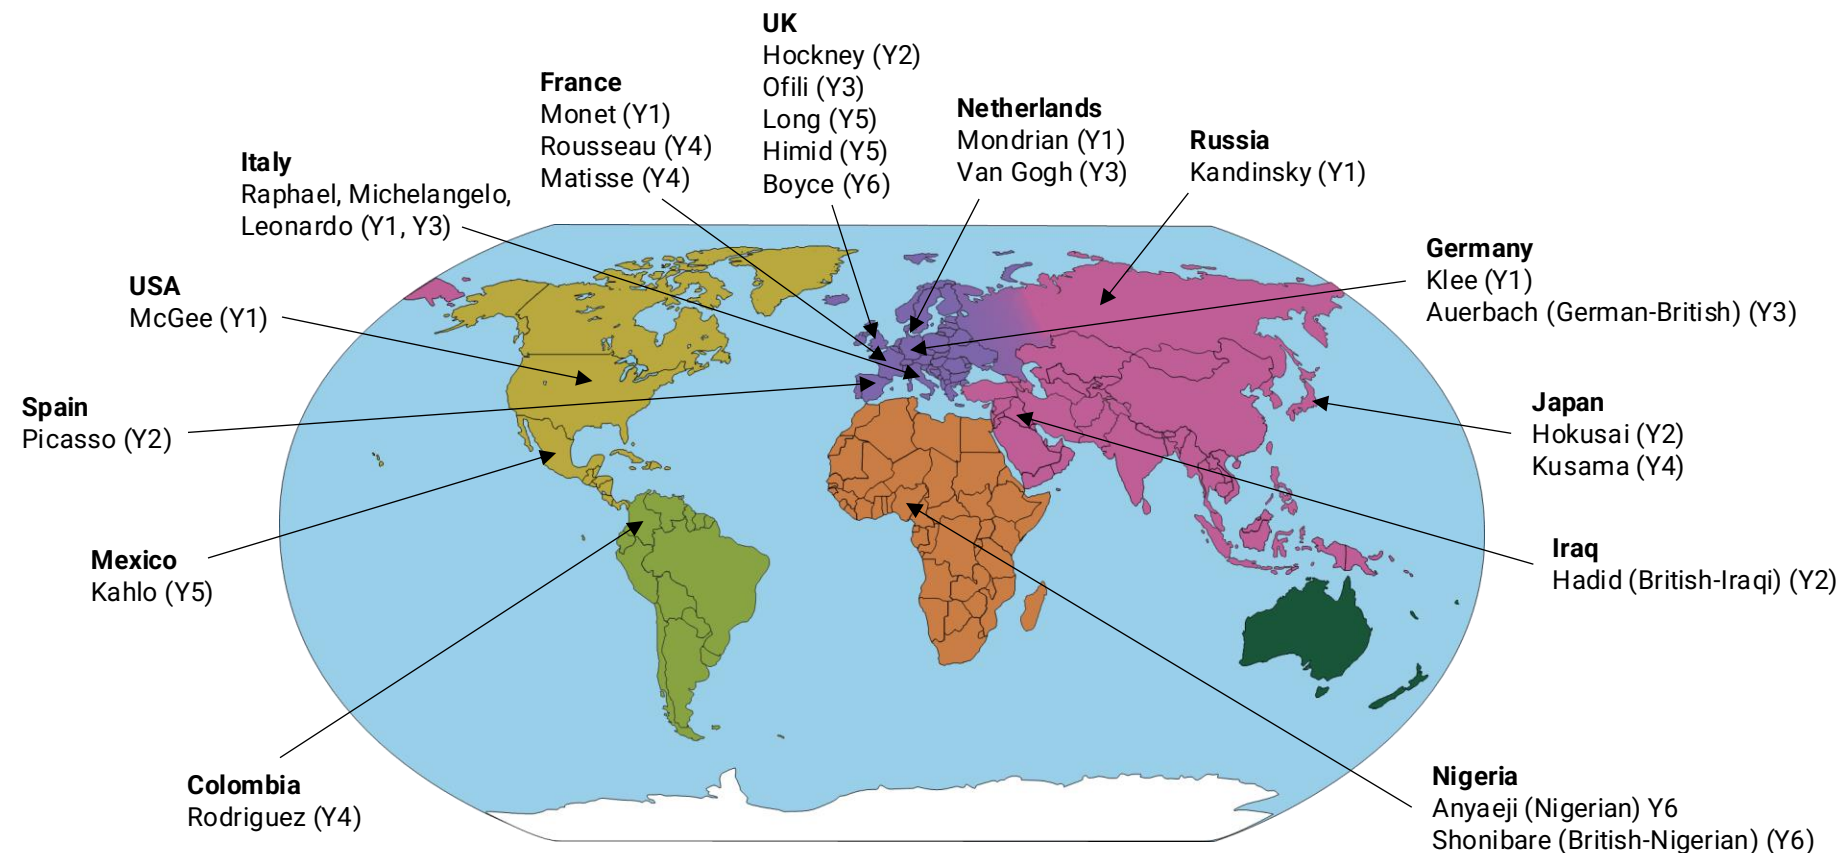 UK
Hockney (Y2)
Ofili (Y3)
Long (Y5)
Himid (Y5)
Boyce (Y6)
France
Monet (Y1)
Rousseau (Y4)
Matisse (Y4)
Netherlands
Mondrian (Y1)
Van Gogh (Y3)
Russia
Kandinsky (Y1)
Italy
Raphael, Michelangelo,
Leonardo (Y1, Y3)
Germany
Klee (Y1)
Auerbach (German-British) (Y3)
USA
McGee (Y1)
Spain
Picasso (Y2)
Japan
Hokusai (Y2)
Kusama (Y4)
Mexico
Kahlo (Y5)
Iraq
Hadid (British-Iraqi) (Y2)
Colombia
Rodriguez (Y4)
Nigeria
Anyaeji (Nigerian) Y6
Shonibare (British-Nigerian) (Y6)